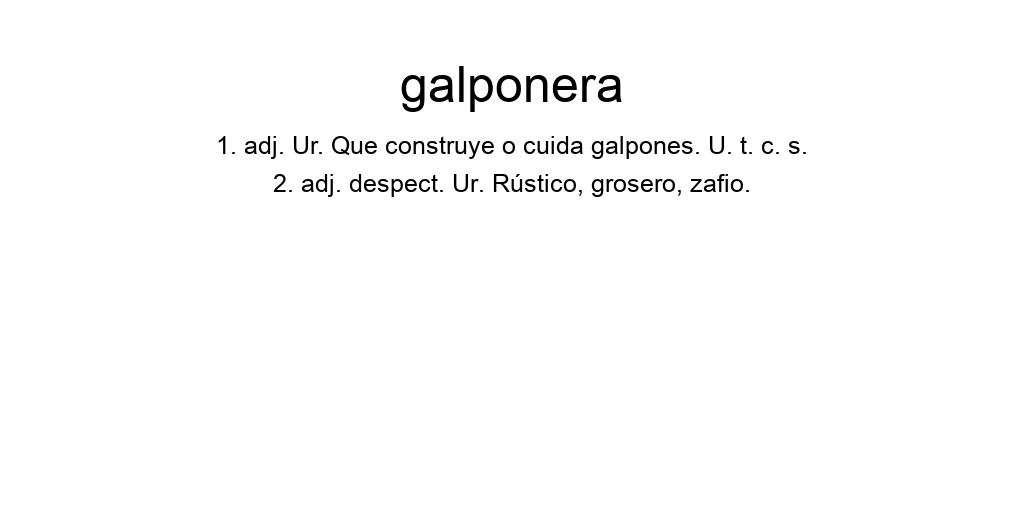 galponera
1. adj. Ur. Que construye o cuida galpones. U. t. c. s.
2. adj. despect. Ur. Rústico, grosero, zafio.